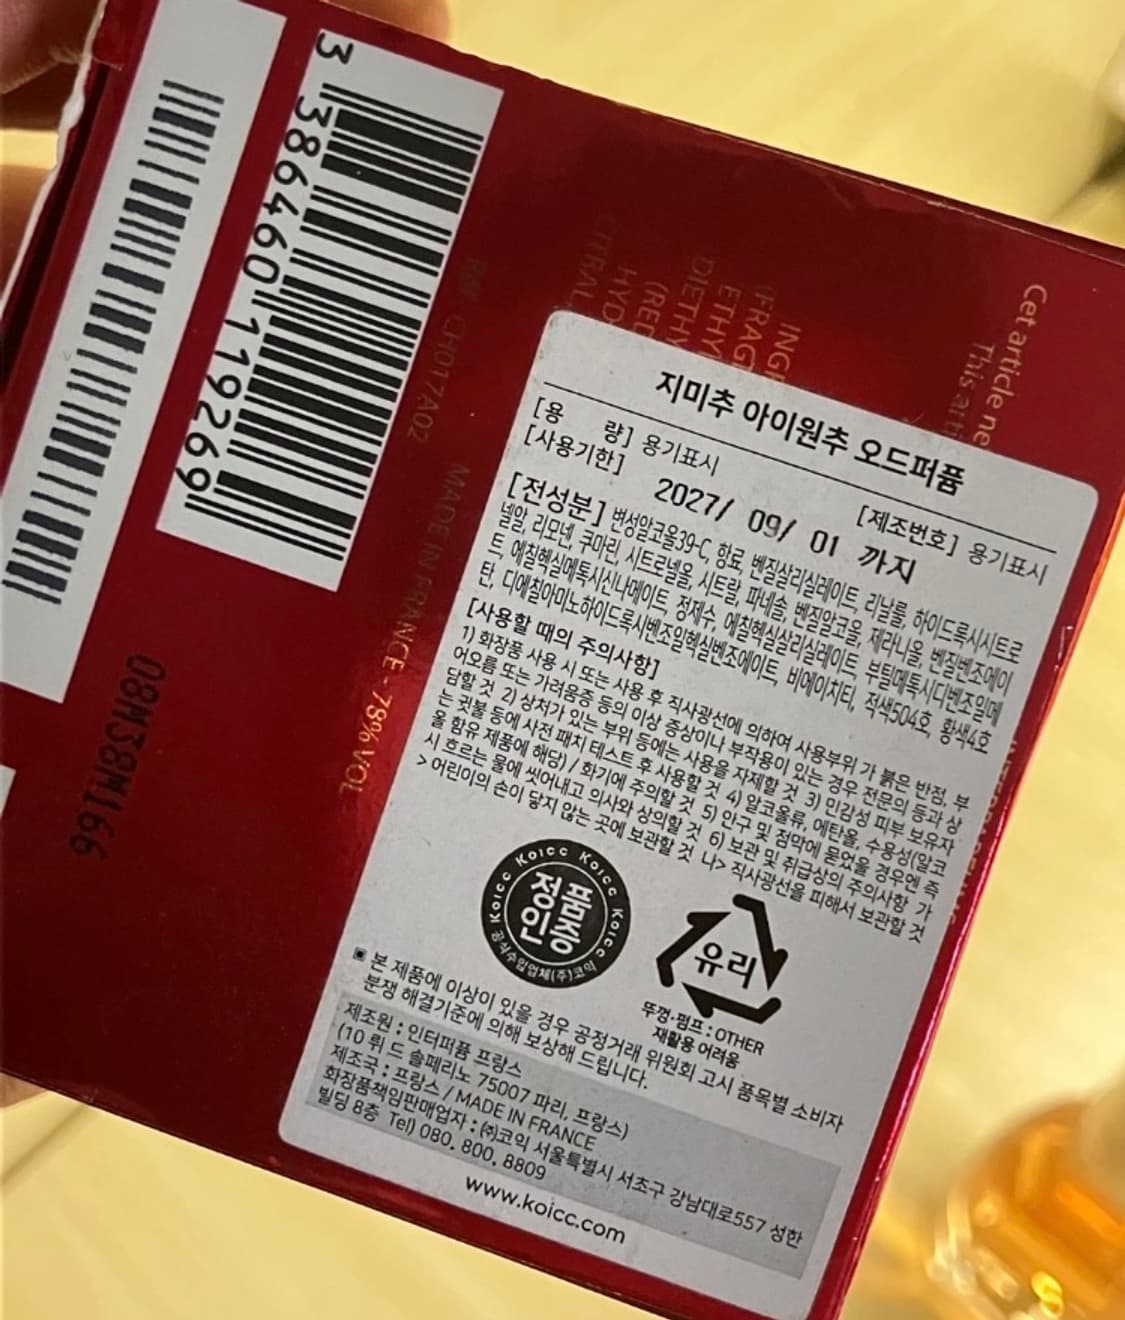 3 386460 119269
08M38M166
Ref. CH017A02
MADE IN FRANCE - 78% VOL
Cet article ne
This arti
INGR
(FRAG
ETHY
DIETHY
(RED
HYD
지미추 아이원추 오드퍼퓸
[용 량] 용기표시 [제조번호] 용기표시
[사용기한] 2027/ 09/ 01 까지
[전성분] 변성알코올39-C, 향료, 벤질살리실레이트, 리날룰, 하이드록시시트로
넬알, 리모넨, 쿠마린, 시트로넬올, 시트랄, 파네솔, 벤질알코올, 제라니올, 벤질벤조에이
트, 에칠헥실메톡시신나메이트, 정제수, 에칠헥실살리실레이트, 부틸메톡시디벤조일메
탄, 디에칠아미노하이드록시벤조일헥실벤조에이트, 비에이치티, 적색504호, 황색4호
[사용할 때의 주의사항]
1) 화장품 사용 시 또는 사용 후 직사광선에 의하여 사용부위 가 붉은 반점, 부
어오름 또는 가려움증 등의 이상 증상이나 부작용이 있는 경우 전문의 등과 상
담할 것 2) 상처가 있는 부위 등에는 사용을 자제할 것 3) 민감성 피부 보유자
는 귓불 등에 사전 패치 테스트 후 사용할 것 4) 알코올류, 에탄올, 수용성(알코
올 함유 제품에 해당) / 화기에 주의할 것 5) 안구 및 점막에 묻었을 경우엔 즉
시 흐르는 물에 씻어내고 의사와 상의할 것 6) 보관 및 취급상의 주의사항 가
> 어린이의 손이 닿지 않는 곳에 보관할 것 나> 직사광선을 피해서 보관할 것
Koicc Koicc Koicc Koicc
정품
인증
공식수입업체(주)코익
유리
뚜껑·펌프 : OTHER
재활용 어려움
▣ 본 제품에 이상이 있을 경우 공정거래 위원회 고시 품목별 소비자
분쟁 해결기준에 의해 보상해 드립니다.
제조원 : 인터퍼퓸 프랑스
(10 뤼 드 솔페리노 75007 파리, 프랑스)
제조국 : 프랑스 / MADE IN FRANCE
화장품책임판매업자 : ㈜코익 서울특별시 서초구 강남대로557 성한
빌딩 8층 Tel) 080. 800. 8809
www.koicc.com